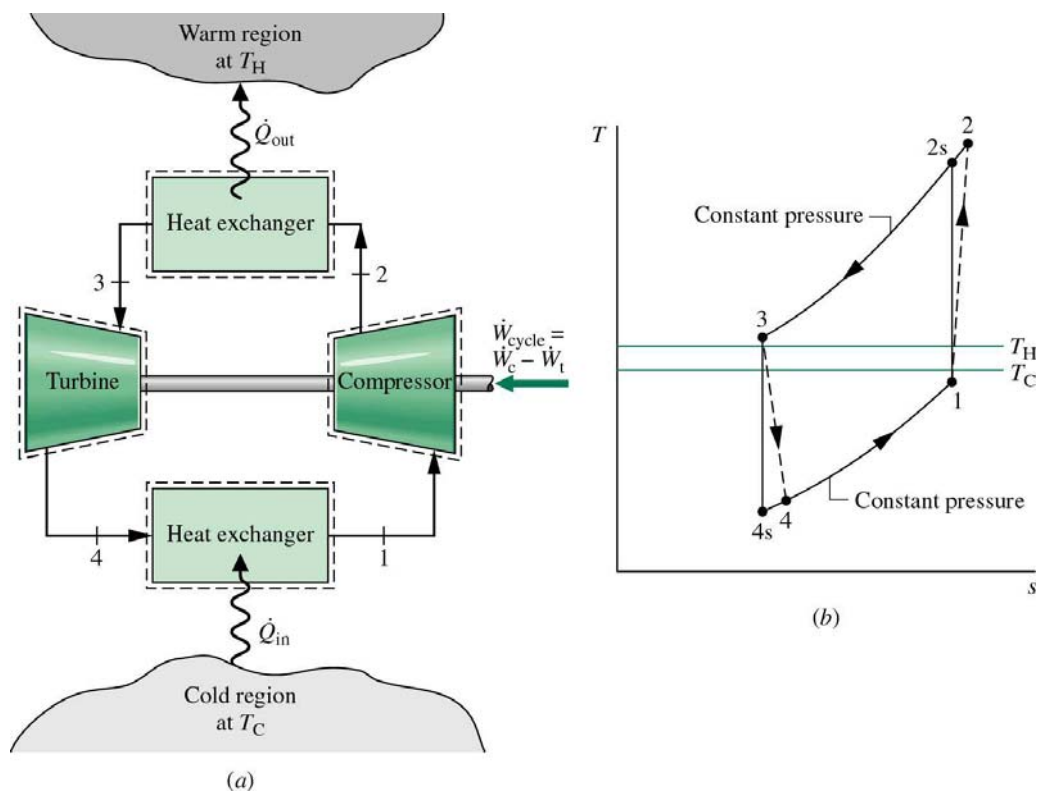 Warm region
at T_H
Q̇_out
Heat exchanger
3
2
Turbine
Compressor
Ẇ_cycle =
Ẇ_c – Ẇ_t
4
Heat exchanger
1
Q̇_in
Cold region
at T_C
(a)
T
2
2s
Constant pressure
3
T_H
T_C
1
Constant pressure
4
4s
s
(b)